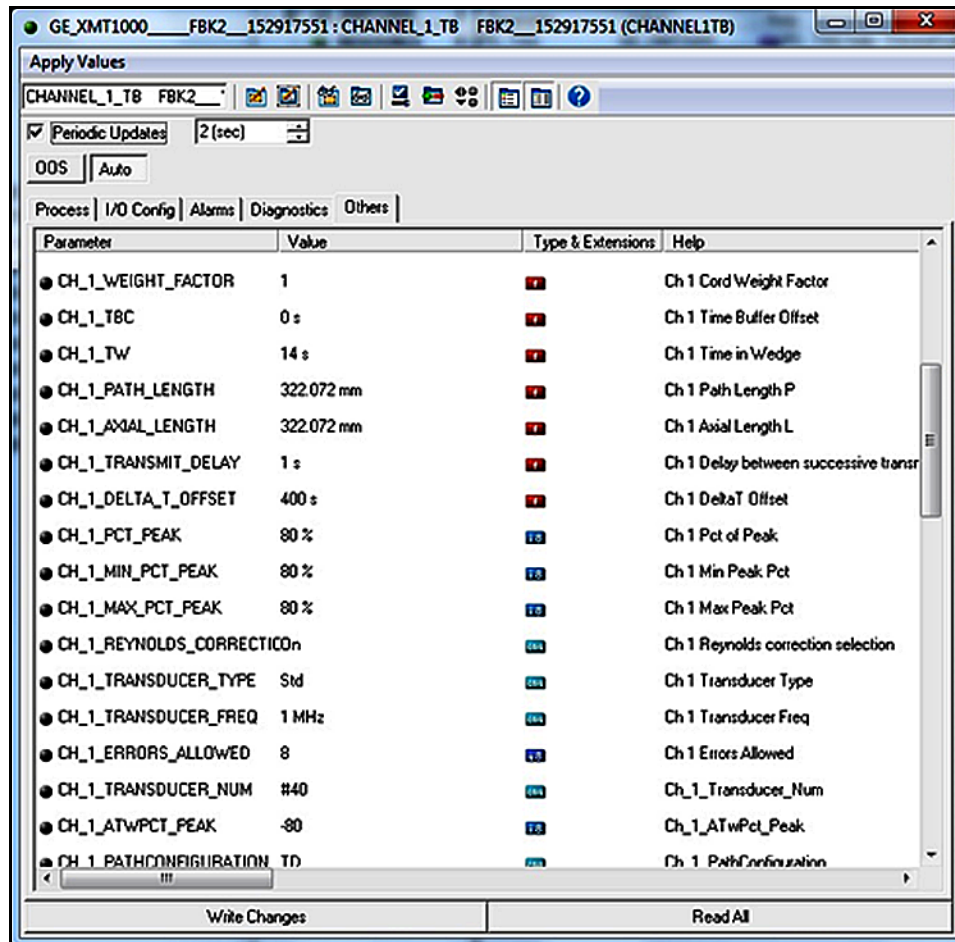 GE_XMT1000_____FBK2__152917551 : CHANNEL_1_TB FBK2__152917551 (CHANNEL1TB)
Apply Values
CHANNEL_1_TB FBK2__
Periodic Updates 2 (sec)
OOS Auto
Process I/O Config Alarms Diagnostics Others
Parameter Value Type & Extensions Help
CH_1_WEIGHT_FACTOR 1 Ch 1 Cord Weight Factor
CH_1_TBC 0 s Ch 1 Time Buffer Offset
CH_1_TW 14 s Ch 1 Time in Wedge
CH_1_PATH_LENGTH 322.072 mm Ch 1 Path Length P
CH_1_AXIAL_LENGTH 322.072 mm Ch 1 Axial Length L
CH_1_TRANSMIT_DELAY 1 s Ch 1 Delay between successive transr
CH_1_DELTA_T_OFFSET 400 s Ch 1 DeltaT Offset
CH_1_PCT_PEAK 80 % Ch 1 Pct of Peak
CH_1_MIN_PCT_PEAK 80 % Ch 1 Min Peak Pct
CH_1_MAX_PCT_PEAK 80 % Ch 1 Max Peak Pct
CH_1_REYNOLDS_CORRECTIC On Ch 1 Reynolds correction selection
CH_1_TRANSDUCER_TYPE Std Ch 1 Transducer Type
CH_1_TRANSDUCER_FREQ 1 MHz Ch 1 Transducer Freq
CH_1_ERRORS_ALLOWED 8 Ch 1 Errors Allowed
CH_1_TRANSDUCER_NUM #40 Ch_1_Transducer_Num
CH_1_ATWPCT_PEAK -80 Ch_1_ATwPct_Peak
CH_1_PATHCONFIGURATION TD Ch_1_PathConfiguration
Write Changes Read All